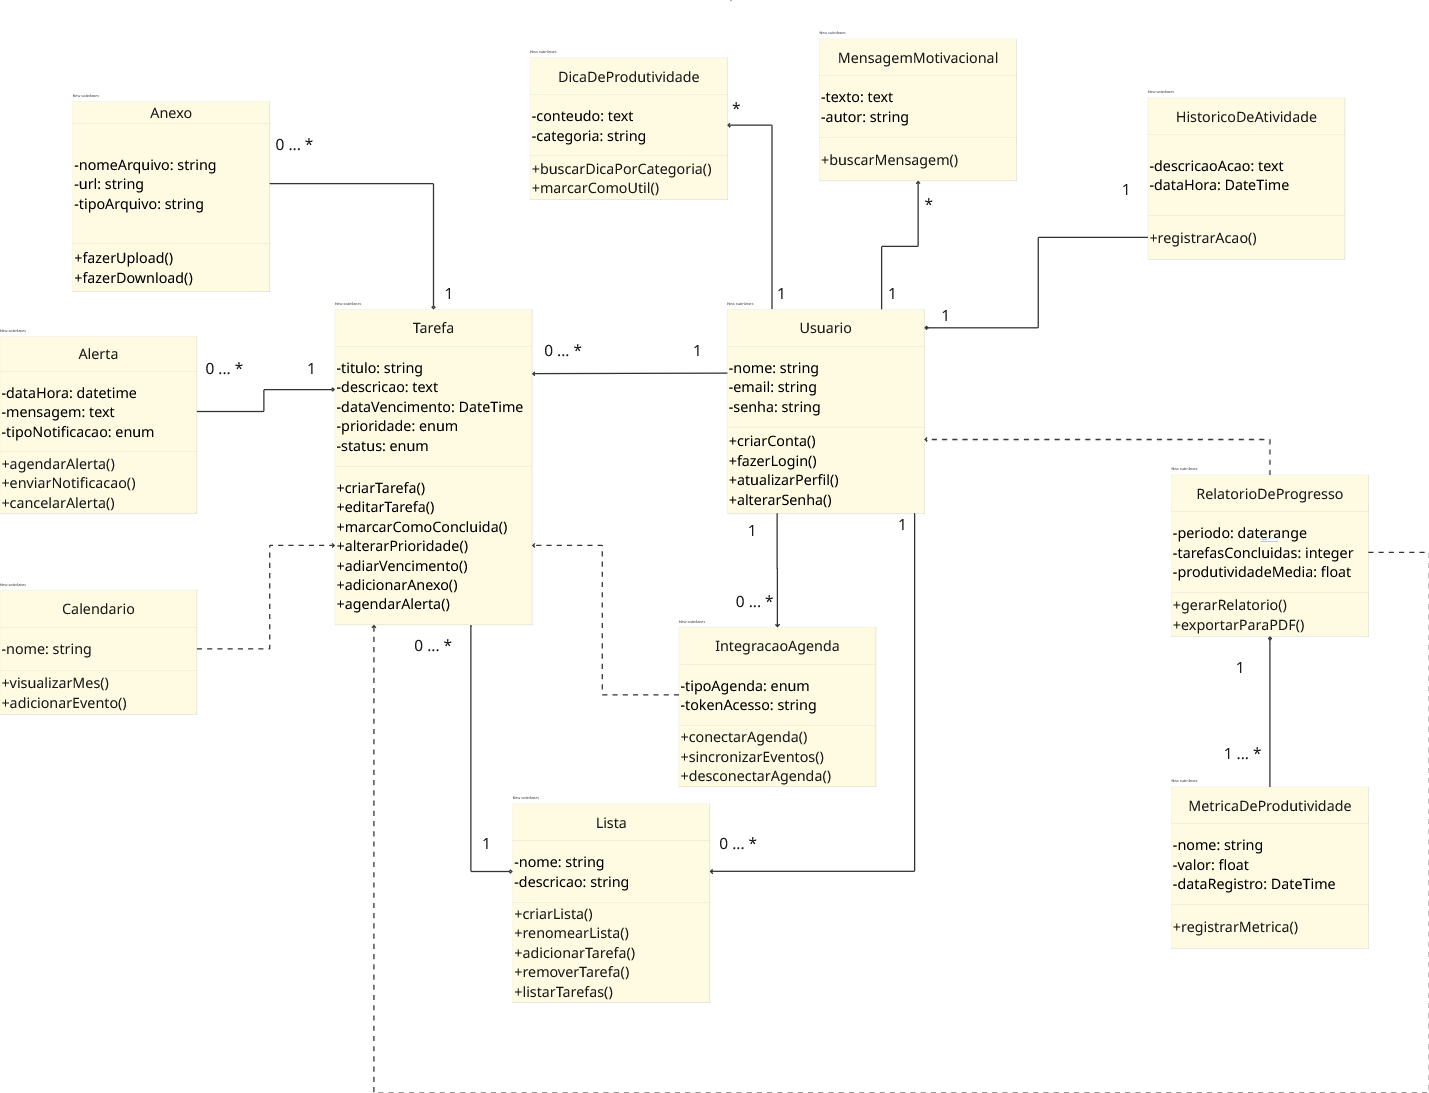 DicaDeProdutividade
-conteudo: text
-categoria: string
+buscarDicaPorCategoria()
+marcarComoUtil()
*
1
MensagemMotivacional
-texto: text
-autor: string
+buscarMensagem()
*
1
HistoricoDeAtividade
-descricaoAcao: text
-dataHora: DateTime
+registrarAcao()
1
1
Anexo
-nomeArquivo: string
-url: string
-tipoArquivo: string
+fazerUpload()
+fazerDownload()
0 ... *
1
Alerta
-dataHora: datetime
-mensagem: text
-tipoNotificacao: enum
+agendarAlerta()
+enviarNotificacao()
+cancelarAlerta()
0 ... *
1
Tarefa
-titulo: string
-descricao: text
-dataVencimento: DateTime
-prioridade: enum
-status: enum
+criarTarefa()
+editarTarefa()
+marcarComoConcluida()
+alterarPrioridade()
+adiarVencimento()
+adicionarAnexo()
+agendarAlerta()
0 ... *
1
Usuario
-nome: string
-email: string
-senha: string
+criarConta()
+fazerLogin()
+atualizarPerfil()
+alterarSenha()
1
1
RelatorioDeProgresso
-periodo: daterange
-tarefasConcluidas: integer
-produtividadeMedia: float
+gerarRelatorio()
+exportarParaPDF()
1
1 ... *
Calendario
-nome: string
+visualizarMes()
+adicionarEvento()
0 ... *
0 ... *
IntegracaoAgenda
-tipoAgenda: enum
-tokenAcesso: string
+conectarAgenda()
+sincronizarEventos()
+desconectarAgenda()
MetricaDeProdutividade
-nome: string
-valor: float
-dataRegistro: DateTime
+registrarMetrica()
1
0 ... *
Lista
-nome: string
-descricao: string
+criarLista()
+renomearLista()
+adicionarTarefa()
+removerTarefa()
+listarTarefas()